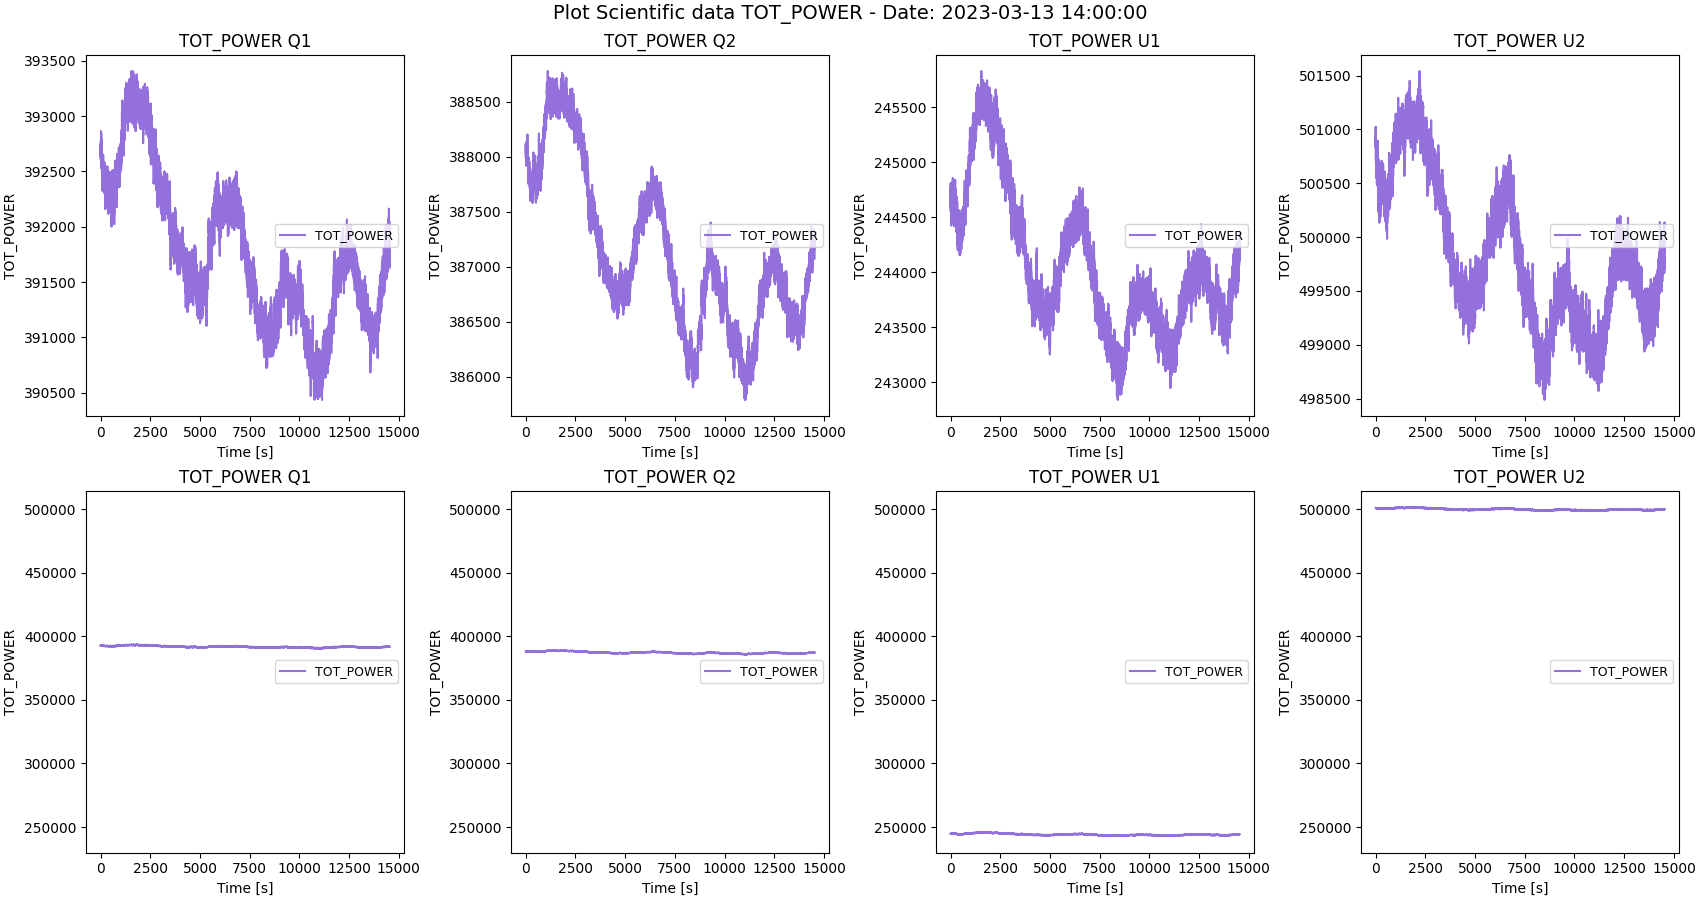 Plot Scientific data TOT_POWER - Date: 2023-03-13 14:00:00
TOT_POWER Q1
TOT_POWER
393500
393000
392500
392000
391500
391000
390500
TOT_POWER
0 2500 5000 7500 10000 12500 15000
Time [s]
TOT_POWER Q2
TOT_POWER
388500
388000
387500
387000
386500
386000
TOT_POWER
0 2500 5000 7500 10000 12500 15000
Time [s]
TOT_POWER U1
TOT_POWER
245500
245000
244500
244000
243500
243000
TOT_POWER
0 2500 5000 7500 10000 12500 15000
Time [s]
TOT_POWER U2
TOT_POWER
501500
501000
500500
500000
499500
499000
498500
TOT_POWER
0 2500 5000 7500 10000 12500 15000
Time [s]
TOT_POWER Q1
TOT_POWER
500000
450000
400000
350000
300000
250000
TOT_POWER
0 2500 5000 7500 10000 12500 15000
Time [s]
TOT_POWER Q2
TOT_POWER
500000
450000
400000
350000
300000
250000
TOT_POWER
0 2500 5000 7500 10000 12500 15000
Time [s]
TOT_POWER U1
TOT_POWER
500000
450000
400000
350000
300000
250000
TOT_POWER
0 2500 5000 7500 10000 12500 15000
Time [s]
TOT_POWER U2
TOT_POWER
500000
450000
400000
350000
300000
250000
TOT_POWER
0 2500 5000 7500 10000 12500 15000
Time [s]